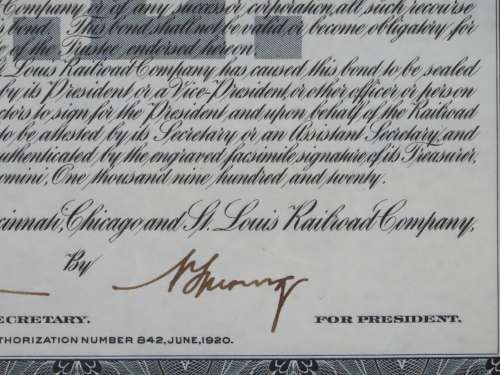 Company or of any successor corporation, all such recourse
bond. This bond shall not be valid or become obligatory for
of the Trustee endorsed hereon.
Louis Railroad Company has caused this bond to be sealed
by its President or a Vice-President, or other officer or person
ctors to sign for the President, and upon behalf of the Railroad
to be attested by its Secretary or an Assistant Secretary, and
uthenticated by the engraved facsimile signature of its Treasurer,
omini, One thousand nine hundred and twenty.
cinnati, Chicago, and St. Louis Railroad Company,
By
ECRETARY. FOR PRESIDENT.
THORIZATION NUMBER 842, JUNE, 1920.